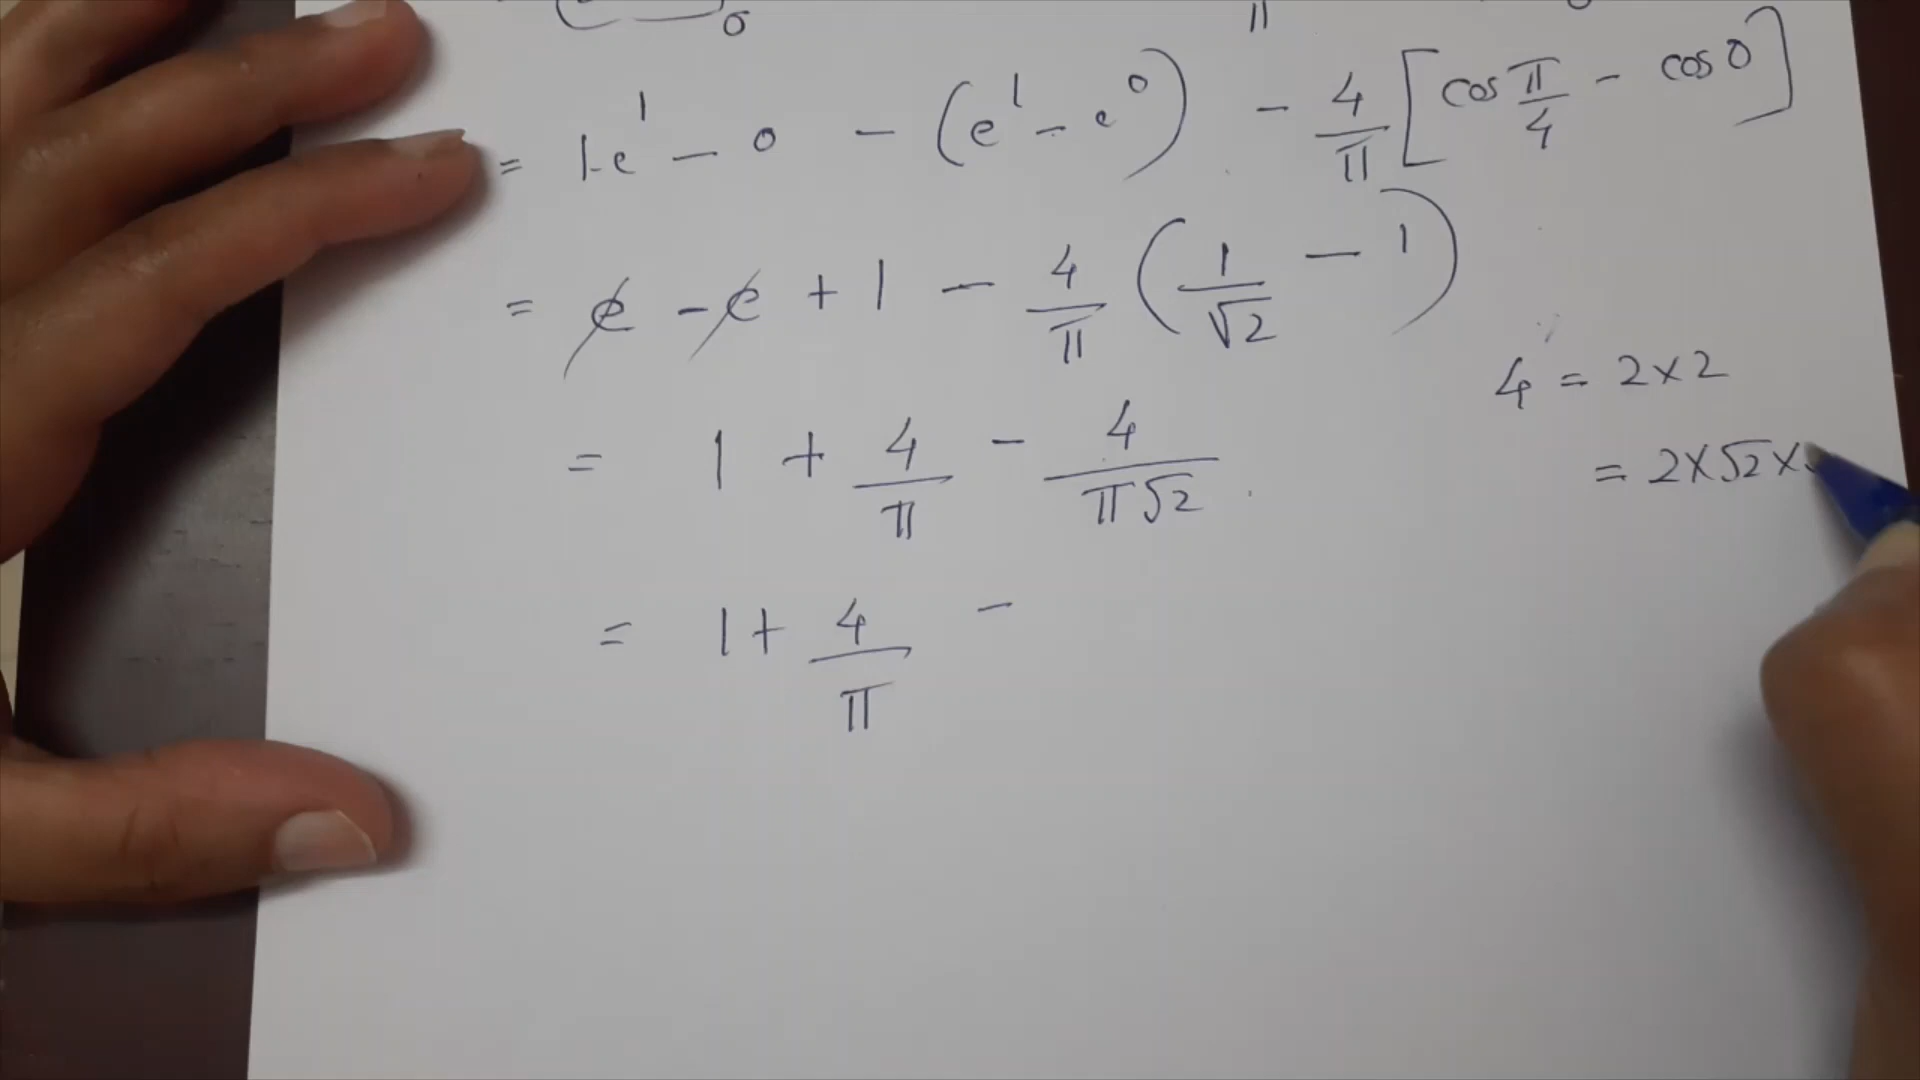 0 π
= 1·e¹ - 0 - (e¹ - e⁰) - 4/π [cos π/4 - cos 0]
= e - e + 1 - 4/π (1/√2 - 1)
= 1 + 4/π - 4/π√2
= 1 + 4/π -
4 = 2×2
= 2×√2×